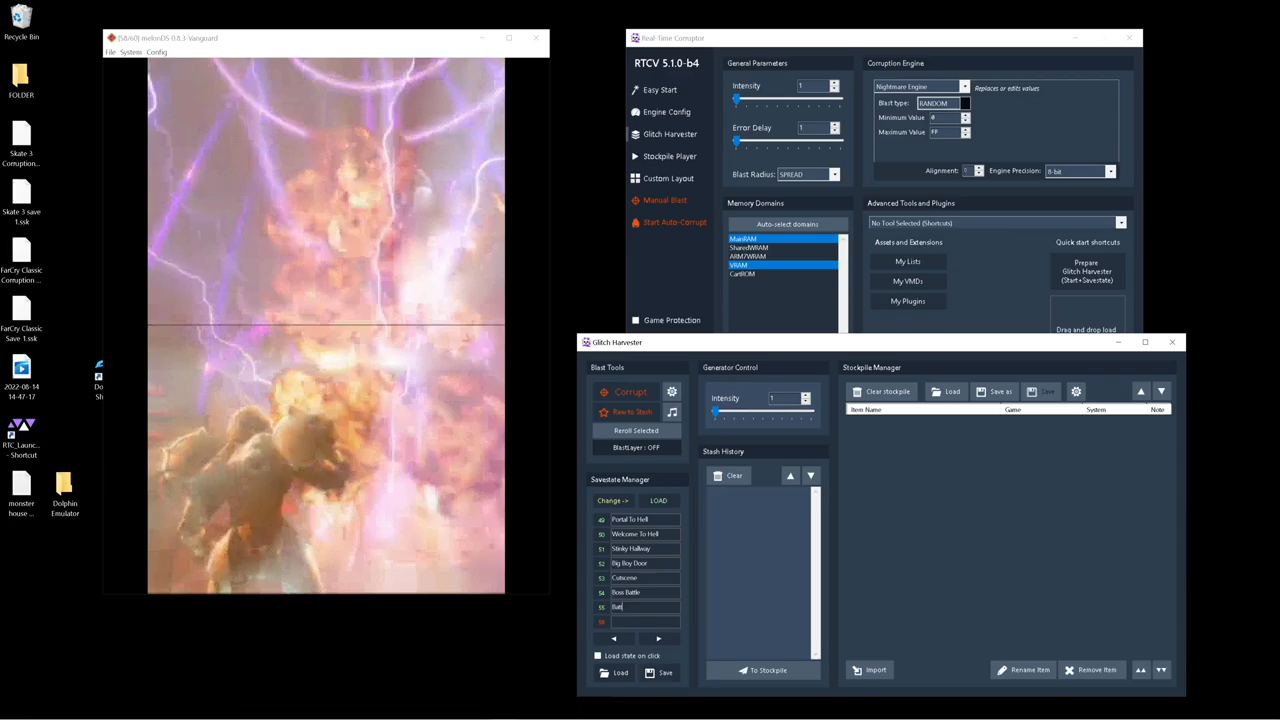 Recycle Bin
FOLDER
Skate 3
Corruption...
Skate 3 save
1.ssk
FarCry Classic
Corruption ...
FarCry Classic
Save 1.ssk
2022-08-14
14-47-17
Do
Sh
RTC_Launc...
- Shortcut
monster
house ...
Dolphin
Emulator
[58/60] melonDS 0.8.3-Vanguard
File System Config
Real-Time Corruptor
RTCV 5.1.0-b4
Easy Start
Engine Config
Glitch Harvester
Stockpile Player
Custom Layout
Manual Blast
Start Auto-Corrupt
Game Protection
General Parameters
Intensity 1
Error Delay 1
Blast Radius: SPREAD
Memory Domains
Auto-select domains
MainRAM
SharedWRAM
ARM7WRAM
VRAM
CartROM
Corruption Engine
Nightmare Engine Replaces or edits values
Blast type: RANDOM
Minimum Value 0
Maximum Value FF
Alignment: 0 Engine Precision: 8-bit
Advanced Tools and Plugins
No Tool Selected (Shortcuts)
Assets and Extensions
My Lists
My VMDs
My Plugins
Quick start shortcuts
Prepare
Glitch Harvester
(Start+Savestate)
Drag and drop load
Glitch Harvester
Blast Tools
Corrupt
Raw to Stash
Reroll Selected
BlastLayer : OFF
Savestate Manager
Change -> LOAD
49 Portal To Hell
50 Welcome To Hell
51 Stinky Hallway
52 Big Boy Door
53 Cutscene
54 Boss Battle
55 Batt
56
Load state on click
Load Save
Generator Control
Intensity 1
Stash History
Clear
To Stockpile
Stockpile Manager
Clear stockpile Load Save as Save
Item Name Game System Note
Import Rename Item Remove Item